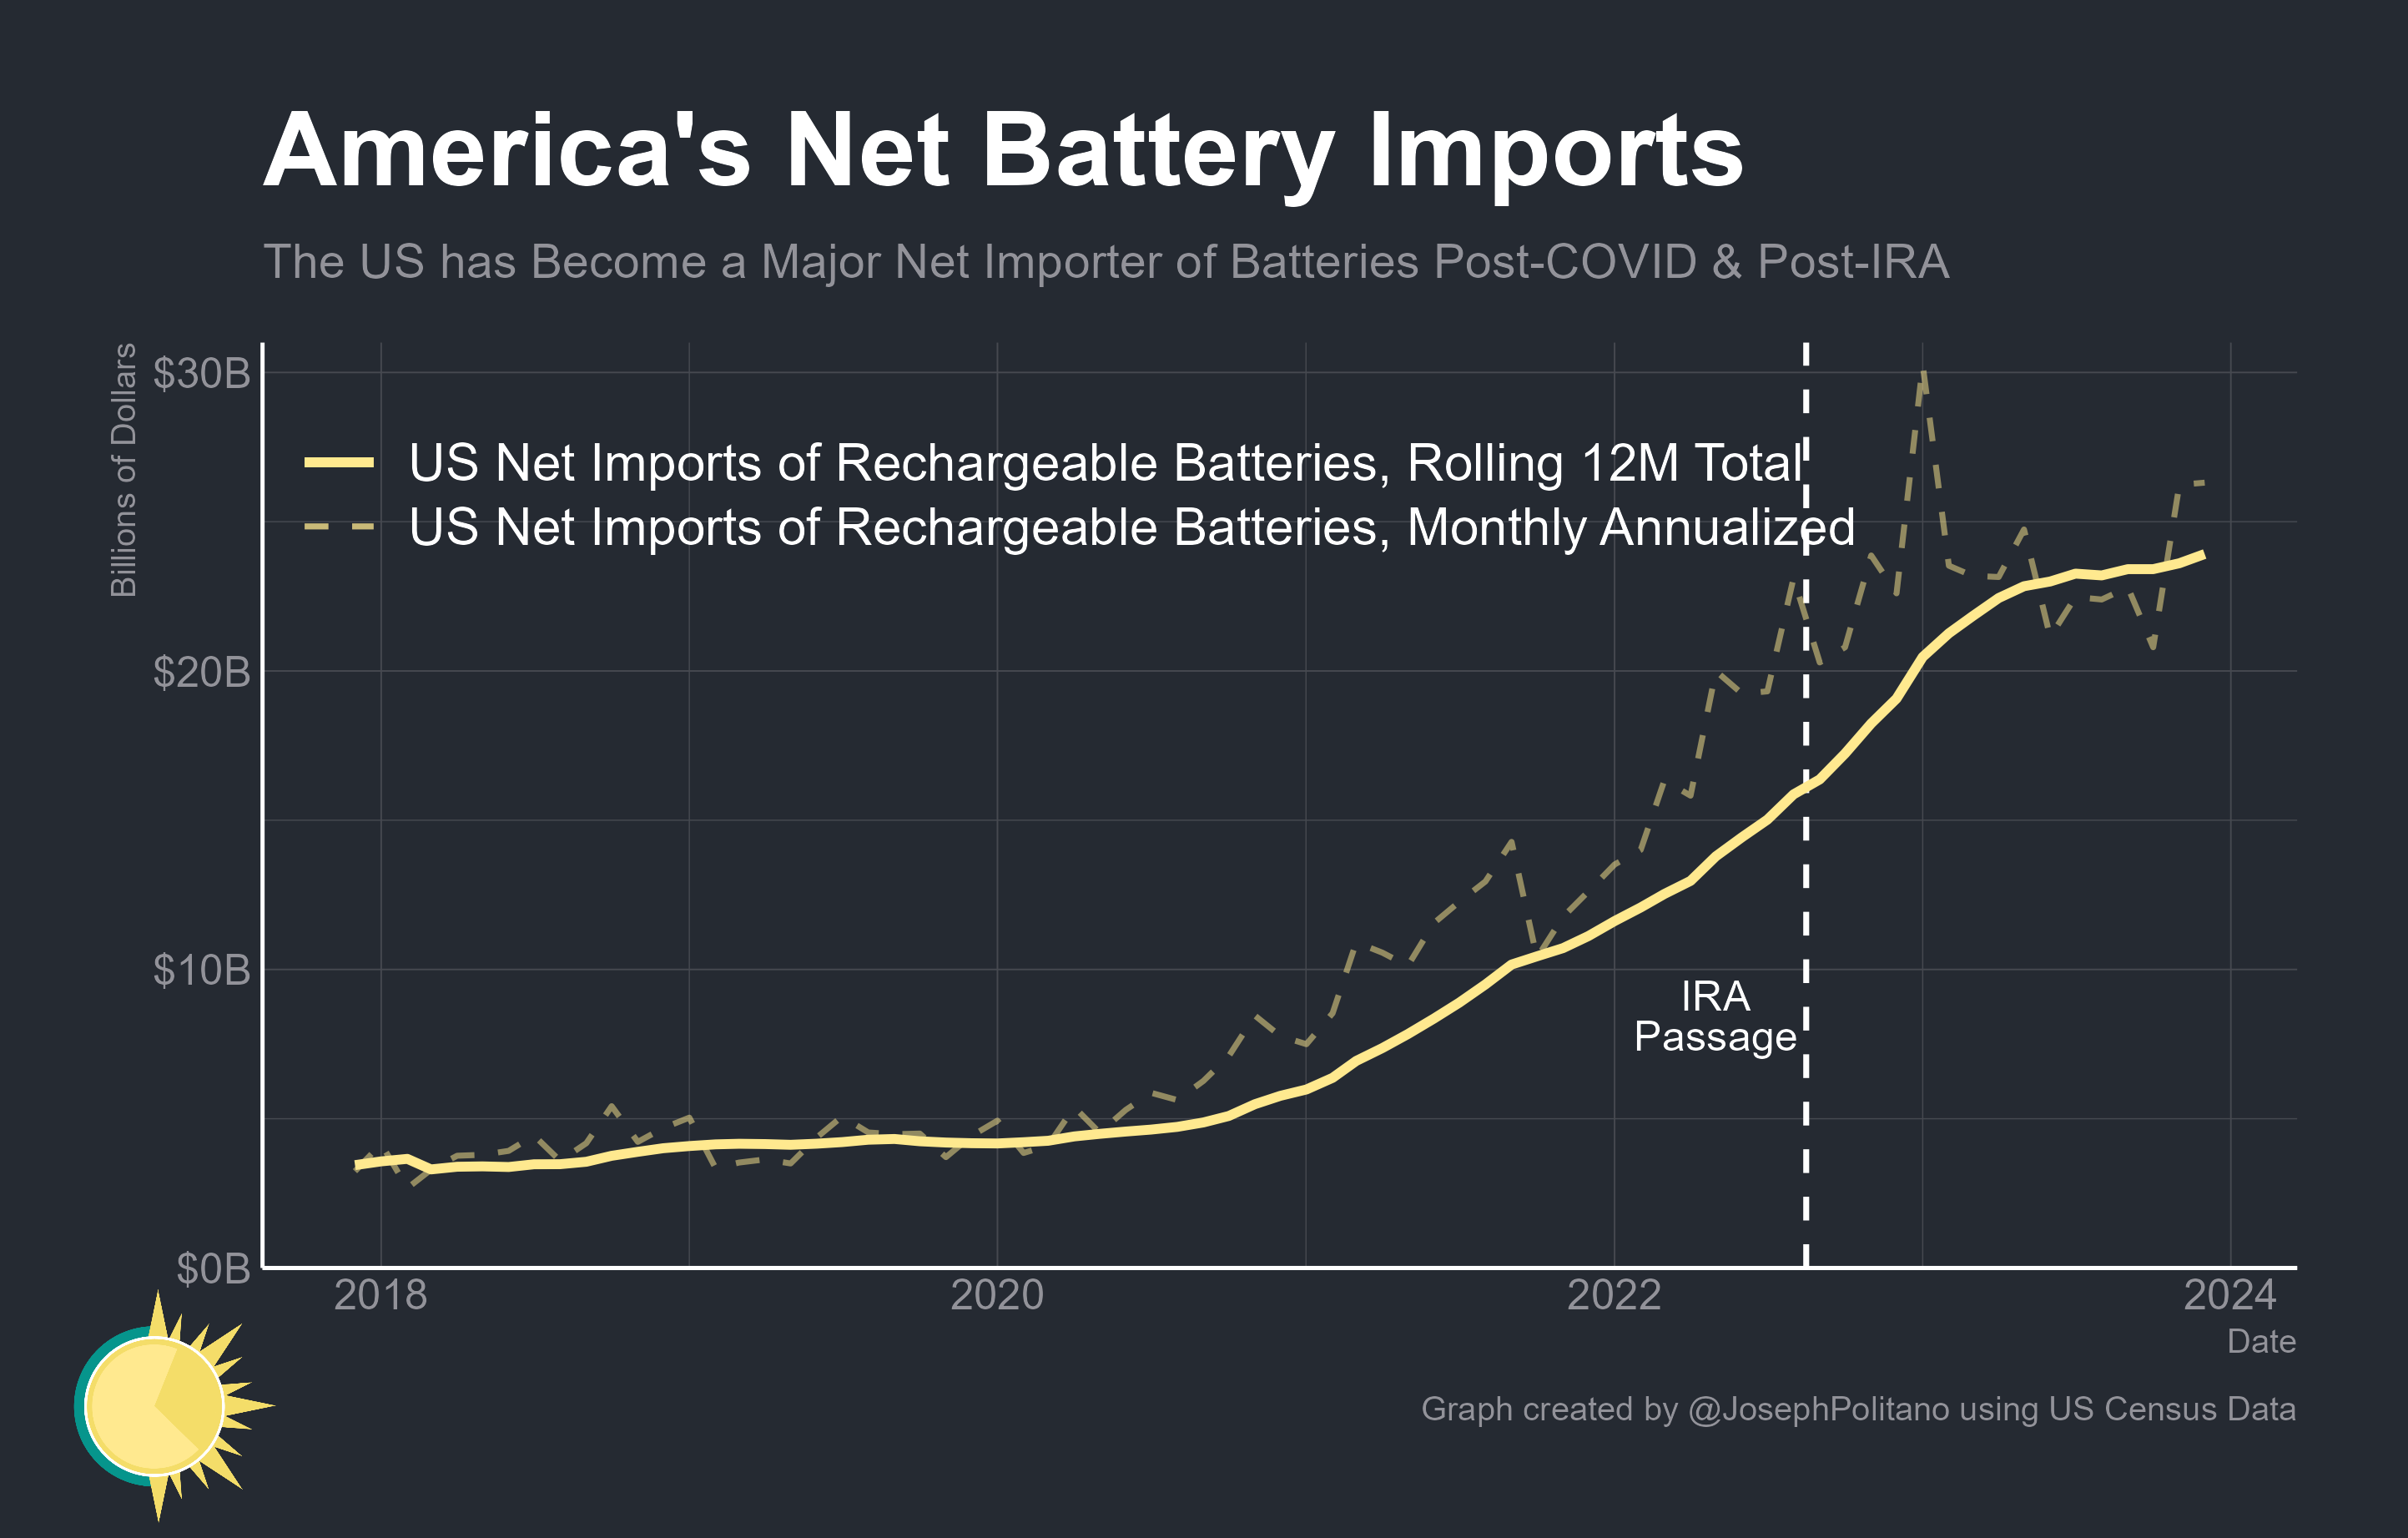 America's Net Battery Imports
The US has Become a Major Net Importer of Batteries Post-COVID & Post-IRA
Billions of Dollars
$30B
$20B
$10B
$0B
US Net Imports of Rechargeable Batteries, Rolling 12M Total
US Net Imports of Rechargeable Batteries, Monthly Annualized
IRA
Passage
2018
2020
2022
2024
Date
Graph created by @JosephPolitano using US Census Data